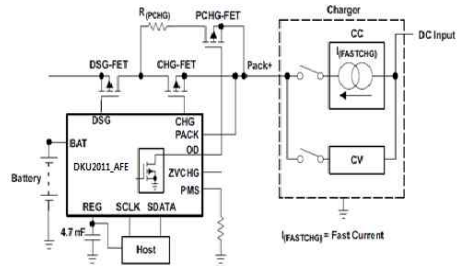 R(PCHG)
PCHG-FET
Charger
CC
I(FASTCHG)
DC Input
DSG-FET
CHG-FET
Pack+
DSG
CHG
PACK
BAT
OD
DKU2011_AFE
CV
Battery
ZVCHG
PMS
REG
SCLK
SDATA
4.7 nF
Host
I(FASTCHG) = Fast Current